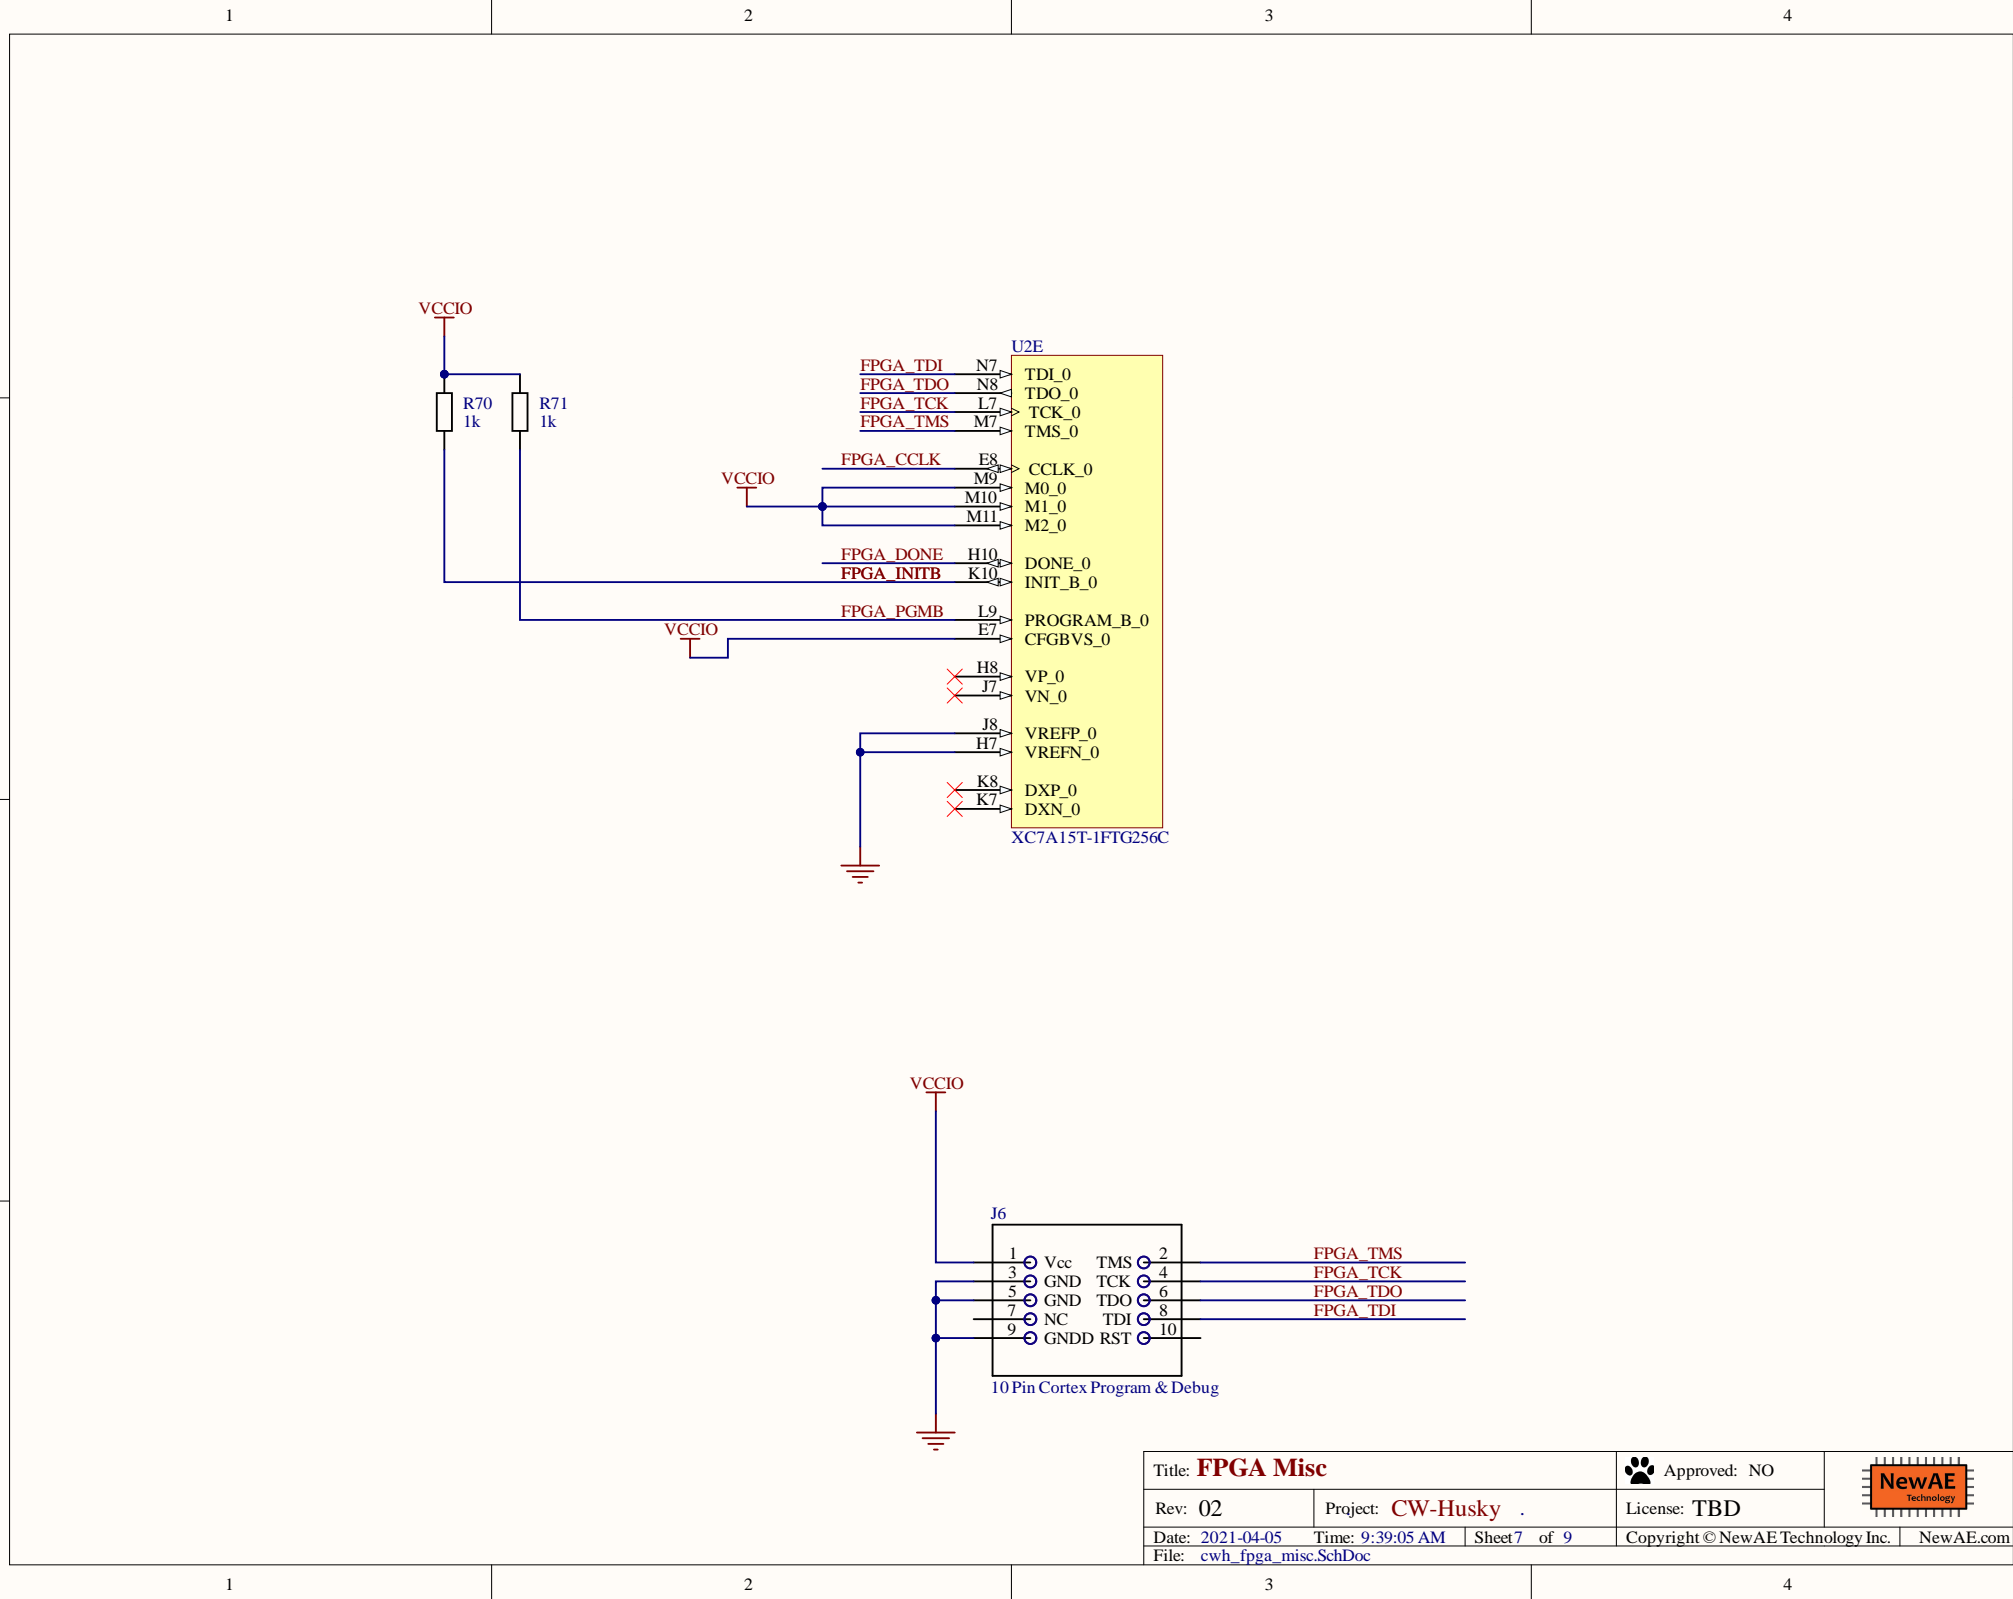 1 2 3 4
VCCIO
R70
1k
R71
1k
U2E
FPGA_TDI N7 TDI_0
FPGA_TDO N8 TDO_0
FPGA_TCK L7 TCK_0
FPGA_TMS M7 TMS_0
FPGA_CCLK E8 CCLK_0
VCCIO
M9 M0_0
M10 M1_0
M11 M2_0
FPGA_DONE H10 DONE_0
FPGA_INITB K10 INIT_B_0
FPGA_PGMB L9 PROGRAM_B_0
VCCIO
E7 CFGBVS_0
H8 VP_0
J7 VN_0
J8 VREFP_0
H7 VREFN_0
K8 DXP_0
K7 DXN_0
XC7A15T-1FTG256C
VCCIO
J6
1 Vcc TMS 2 FPGA_TMS
3 GND TCK 4 FPGA_TCK
5 GND TDO 6 FPGA_TDO
7 NC TDI 8 FPGA_TDI
9 GNDD RST 10
10 Pin Cortex Program & Debug
Title: FPGA Misc
Approved: NO
NewAE
Technology
Rev: 02
Project: CW-Husky .
License: TBD
Date: 2021-04-05 Time: 9:39:05 AM Sheet 7 of 9
Copyright © NewAE Technology Inc. NewAE.com
File: cwh_fpga_misc.SchDoc
1 2 3 4